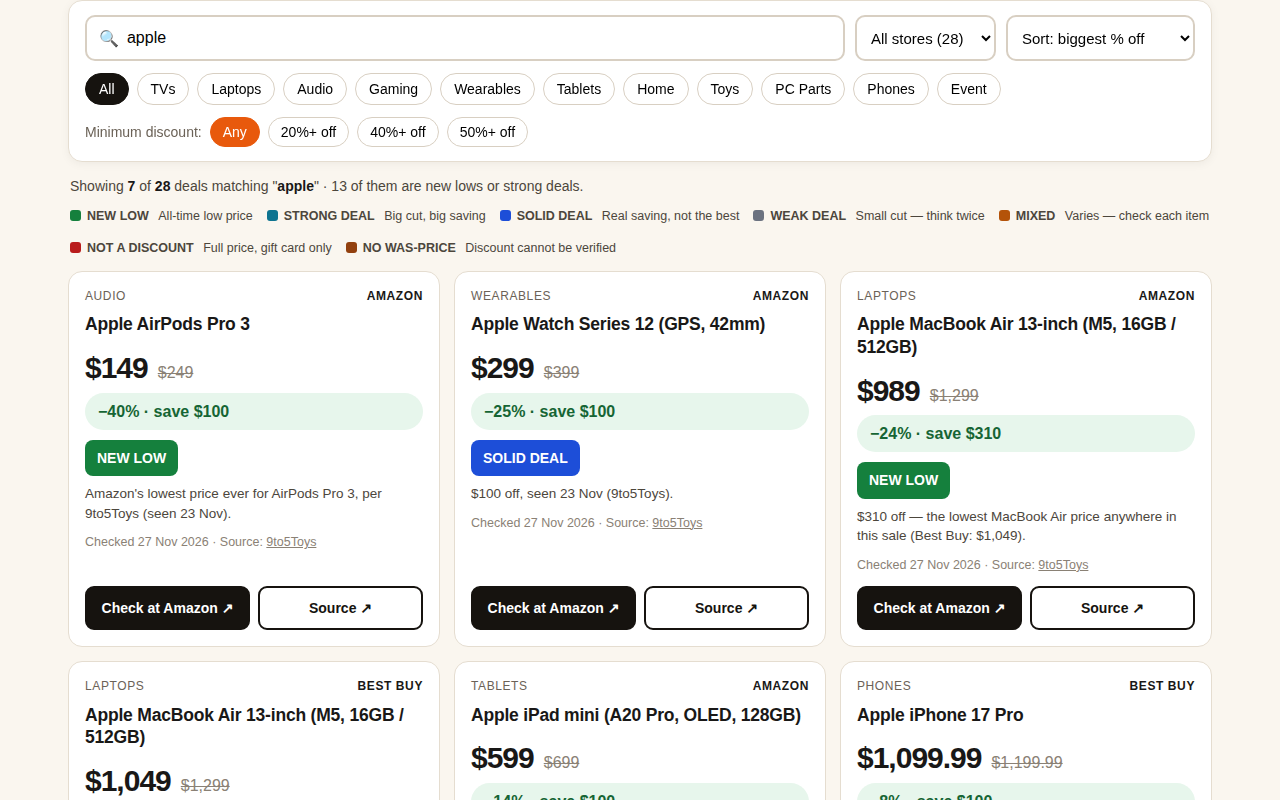 apple
All stores (28)
Sort: biggest % off
All
TVs
Laptops
Audio
Gaming
Wearables
Tablets
Home
Toys
PC Parts
Phones
Event
Minimum discount:
Any
20%+ off
40%+ off
50%+ off
Showing 7 of 28 deals matching "apple" · 13 of them are new lows or strong deals.
NEW LOW All-time low price
STRONG DEAL Big cut, big saving
SOLID DEAL Real saving, not the best
WEAK DEAL Small cut — think twice
MIXED Varies — check each item
NOT A DISCOUNT Full price, gift card only
NO WAS-PRICE Discount cannot be verified
AUDIO
AMAZON
Apple AirPods Pro 3
$149 $249
−40% · save $100
NEW LOW
Amazon's lowest price ever for AirPods Pro 3, per
9to5Toys (seen 23 Nov).
Checked 27 Nov 2026 · Source: 9to5Toys
Check at Amazon ↗
Source ↗
WEARABLES
AMAZON
Apple Watch Series 12 (GPS, 42mm)
$299 $399
−25% · save $100
SOLID DEAL
$100 off, seen 23 Nov (9to5Toys).
Checked 27 Nov 2026 · Source: 9to5Toys
Check at Amazon ↗
Source ↗
LAPTOPS
AMAZON
Apple MacBook Air 13-inch (M5, 16GB /
512GB)
$989 $1,299
−24% · save $310
NEW LOW
$310 off — the lowest MacBook Air price anywhere in
this sale (Best Buy: $1,049).
Checked 27 Nov 2026 · Source: 9to5Toys
Check at Amazon ↗
Source ↗
LAPTOPS
BEST BUY
Apple MacBook Air 13-inch (M5, 16GB /
512GB)
$1,049 $1,299
TABLETS
AMAZON
Apple iPad mini (A20 Pro, OLED, 128GB)
$599 $699
−14% · save $100
PHONES
BEST BUY
Apple iPhone 17 Pro
$1,099.99 $1,199.99
−8% · save $100